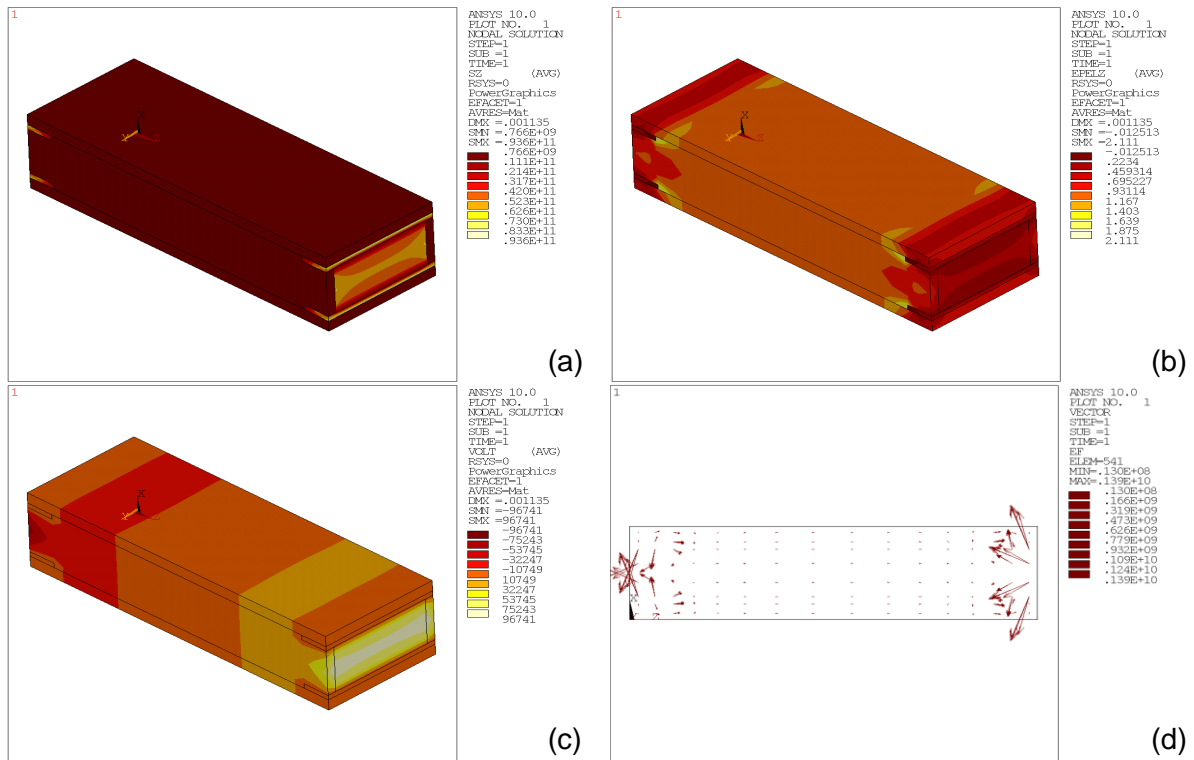 1
ANSYS 10.0
PLOT NO. 1
NODAL SOLUTION
STEP=1
SUB =1
TIME=1
SZ (AVG)
RSYS=0
PowerGraphics
EFACET=1
AVRES=Mat
DMX =.001135
SMN =.766E+09
SMX =.936E+11
.766E+09
.111E+11
.214E+11
.317E+11
.420E+11
.523E+11
.626E+11
.730E+11
.833E+11
.936E+11
X
Y
Z
(a)
1
ANSYS 10.0
PLOT NO. 1
NODAL SOLUTION
STEP=1
SUB =1
TIME=1
EPELZ (AVG)
RSYS=0
PowerGraphics
EFACET=1
AVRES=Mat
DMX =.001135
SMN =-.012513
SMX =2.111
-.012513
.2234
.459314
.695227
.93114
1.167
1.403
1.639
1.875
2.111
X
Y
Z
(b)
1
ANSYS 10.0
PLOT NO. 1
NODAL SOLUTION
STEP=1
SUB =1
TIME=1
VOLT (AVG)
RSYS=0
PowerGraphics
EFACET=1
AVRES=Mat
DMX =.001135
SMN =-96741
SMX =96741
-96741
-75243
-53745
-32247
-10749
10749
32247
53745
75243
96741
X
Y
Z
(c)
1
ANSYS 10.0
PLOT NO. 1
VECTOR
STEP=1
SUB =1
TIME=1
EF
ELEM=541
MIN=.130E+08
MAX=.139E+10
.130E+08
.166E+09
.319E+09
.473E+09
.626E+09
.779E+09
.932E+09
.109E+10
.124E+10
.139E+10
X
Z
(d)